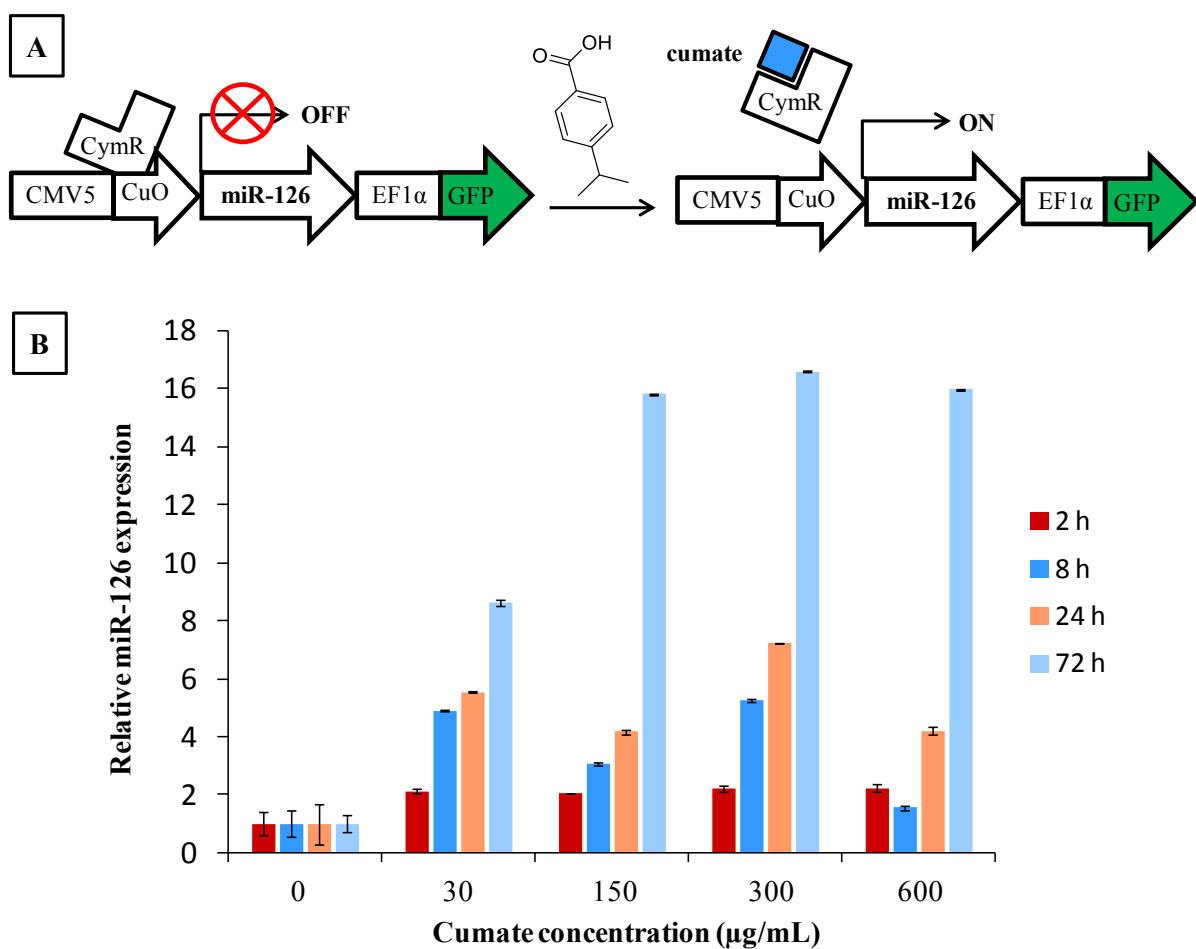 A
CymR
OFF
CMV5
CuO
miR-126
EF1α
GFP
O
OH
cumate
CymR
ON
CMV5
CuO
miR-126
EF1α
GFP
B
Relative miR-126 expression
18
16
14
12
10
8
6
4
2
0
0 30 150 300 600
Cumate concentration (µg/mL)
2 h
8 h
24 h
72 h